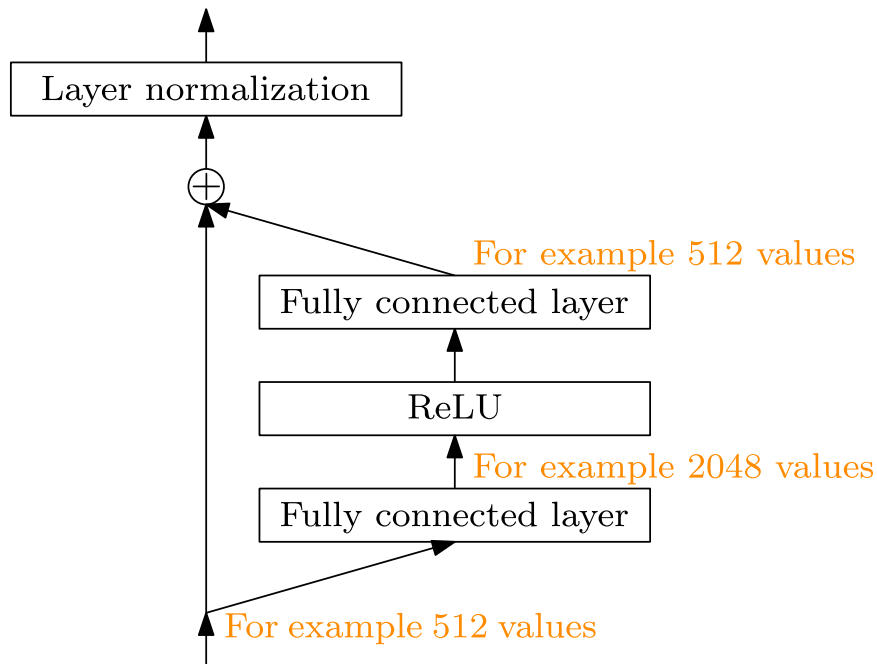 Layer normalization
For example 512 values
Fully connected layer
ReLU
For example 2048 values
Fully connected layer
For example 512 values